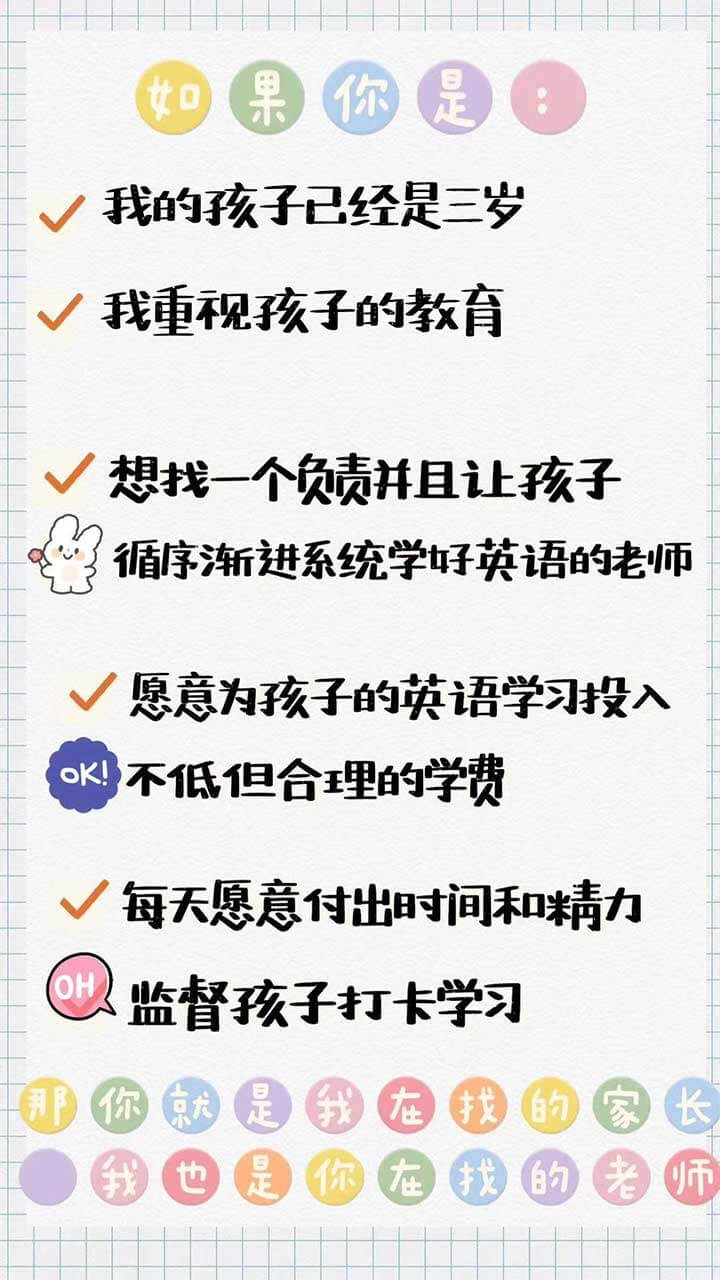 如果你是：
我的孩子已经是三岁
我重视孩子的教育
想找一个负责并且让孩子
循序渐进系统学好英语的老师
愿意为孩子的英语学习投入
OK!
不低但合理的学费
每天愿意付出时间和精力
OH
监督孩子打卡学习
那你就是我在找的家长
我也是你在找的老师